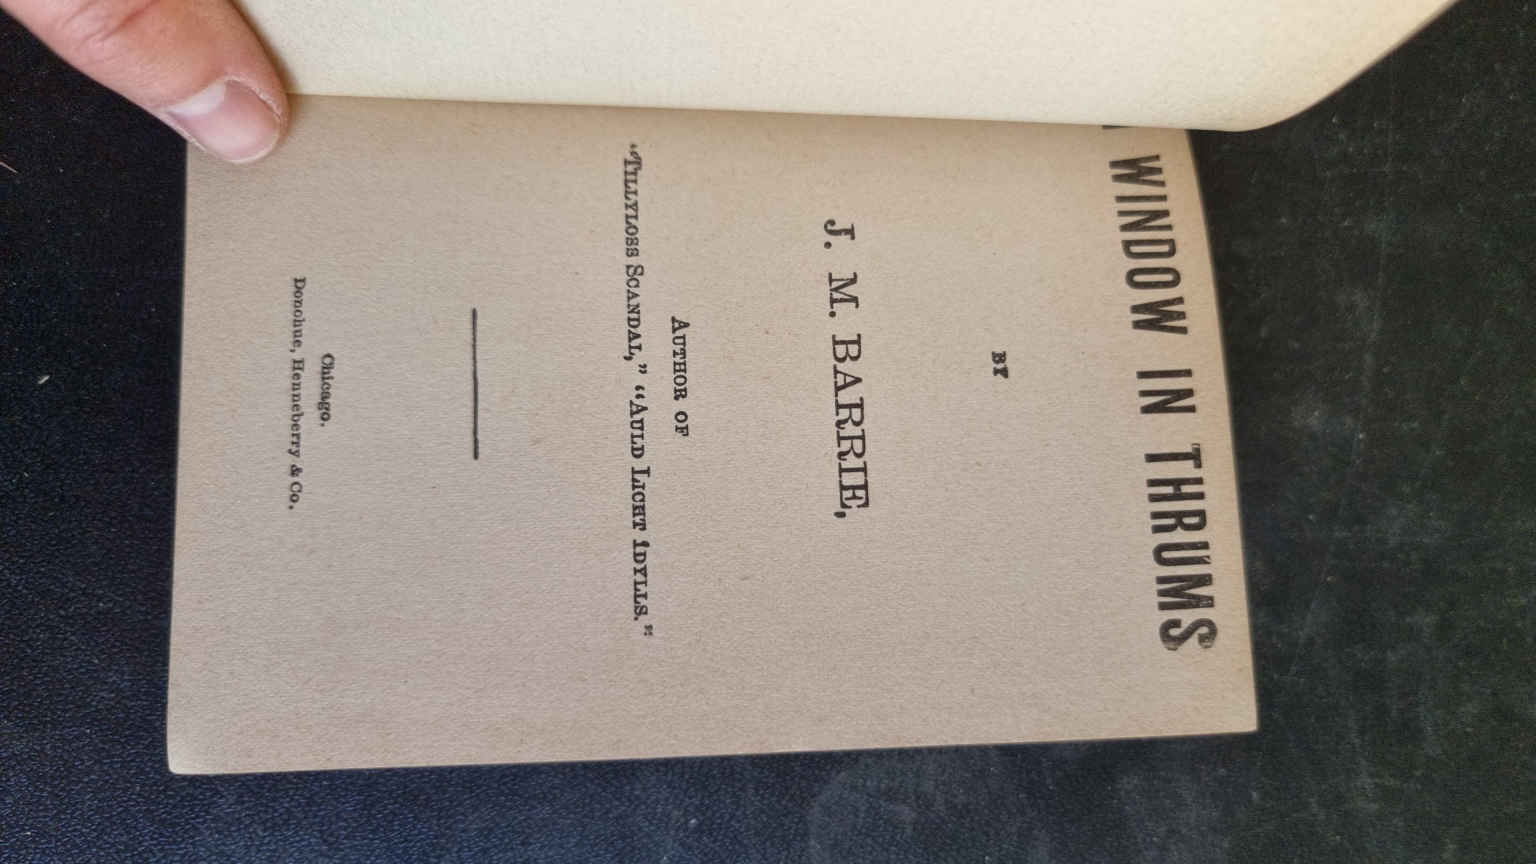 WINDOW IN THRUMS
BY
J. M. BARRIE,
AUTHOR OF
“TILLYLOSS SCANDAL,” “AULD LICHT IDYLLS.”
Chicago.
Donohue, Henneberry & Co.